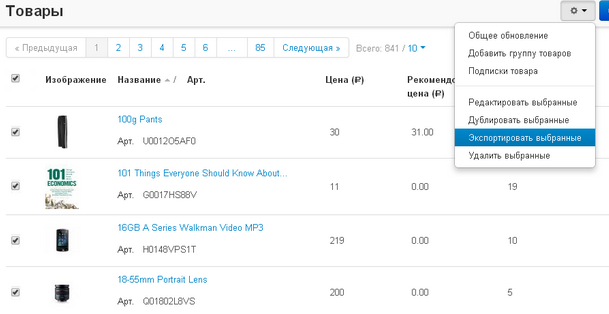 Товары
« Предыдущая 1 2 3 4 5 6 ... 85 Следующая » Всего: 841 / 10
Общее обновление
Добавить группу товаров
Подписки товара
Редактировать выбранные
Дублировать выбранные
Экспортировать выбранные
Удалить выбранные
Изображение Название / Арт. Цена (₽) Рекомендо
цена (₽)
100g Pants
Арт. U0012O5AF0 30 31.00
101 ECONOMICS
101 Things Everyone Should Know About...
Арт. G0017HS88V 11 0.00 19
16GB A Series Walkman Video MP3
Арт. H0148VPS1T 219 0.00 10
18-55mm Portrait Lens
Арт. Q01802L8VS 200 0.00 5